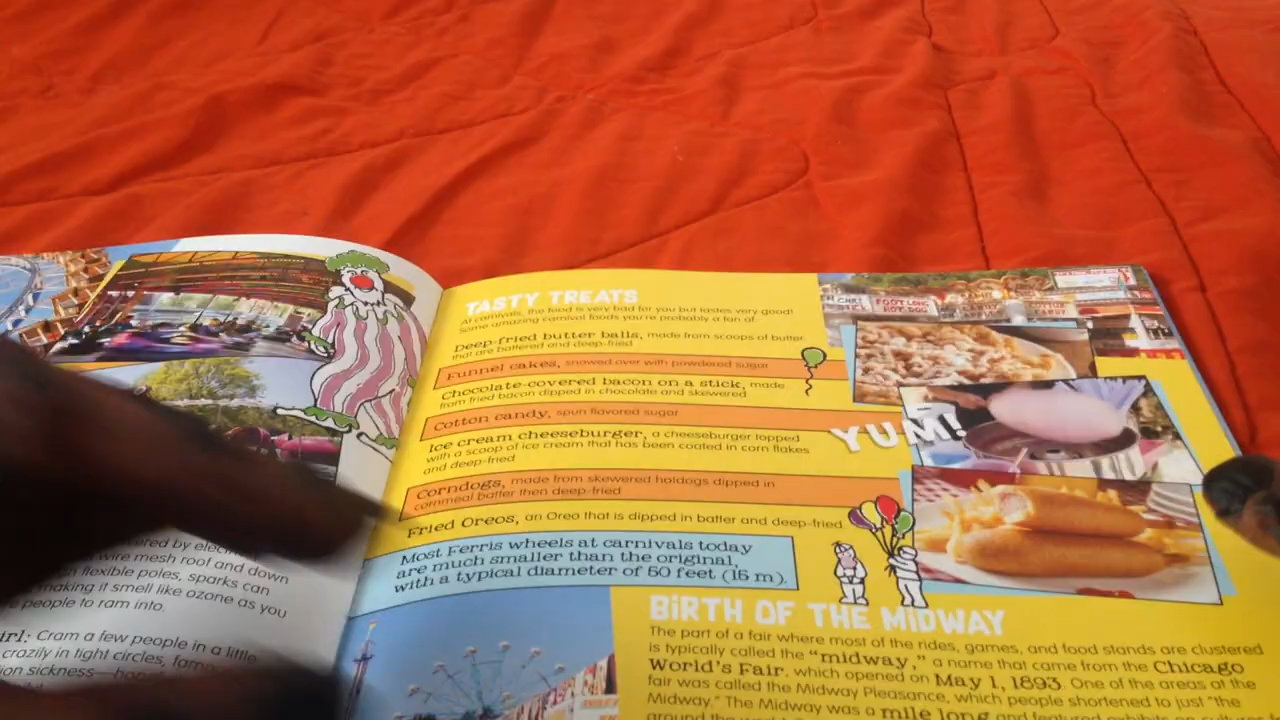 ered by elect
wire mesh roof and down
flexible poles, sparks can
making it smell like ozone as you
people to ram into.
irl: Cram a few people in a little
crazily in tight circles,
ion sickness
TASTY TREATS
At carnivals, the food is very bad for you but tastes very good!
Some amazing carnival foods you're probably a fan of:
Deep-fried butter balls, made from scoops of butter
that are battered and deep-fried
Funnel cakes, snowed over with powdered sugar
Chocolate-covered bacon on a stick, made
from fried bacon dipped in chocolate and skewered
Cotton candy, spun flavored sugar
Ice cream cheeseburger, a cheeseburger topped
with a scoop of ice cream that has been coated in corn flakes
and deep-fried
Corndogs, made from skewered hotdogs dipped in
cornmeal batter then deep-fried
Fried Oreos, an Oreo that is dipped in batter and deep-fried
Most Ferris wheels at carnivals today
are much smaller than the original,
with a typical diameter of 50 feet (15 m).
FOOT LONG
HOT DOG
YUM!
BIRTH OF THE MIDWAY
The part of a fair where most of the rides, games, and food stands are clustered
is typically called the "midway," a name that came from the Chicago
World's Fair, which opened on May 1, 1893. One of the areas at the
fair was called the Midway Pleasance, which people shortened to just "the
Midway." The Midway was a mile long and featured
around the